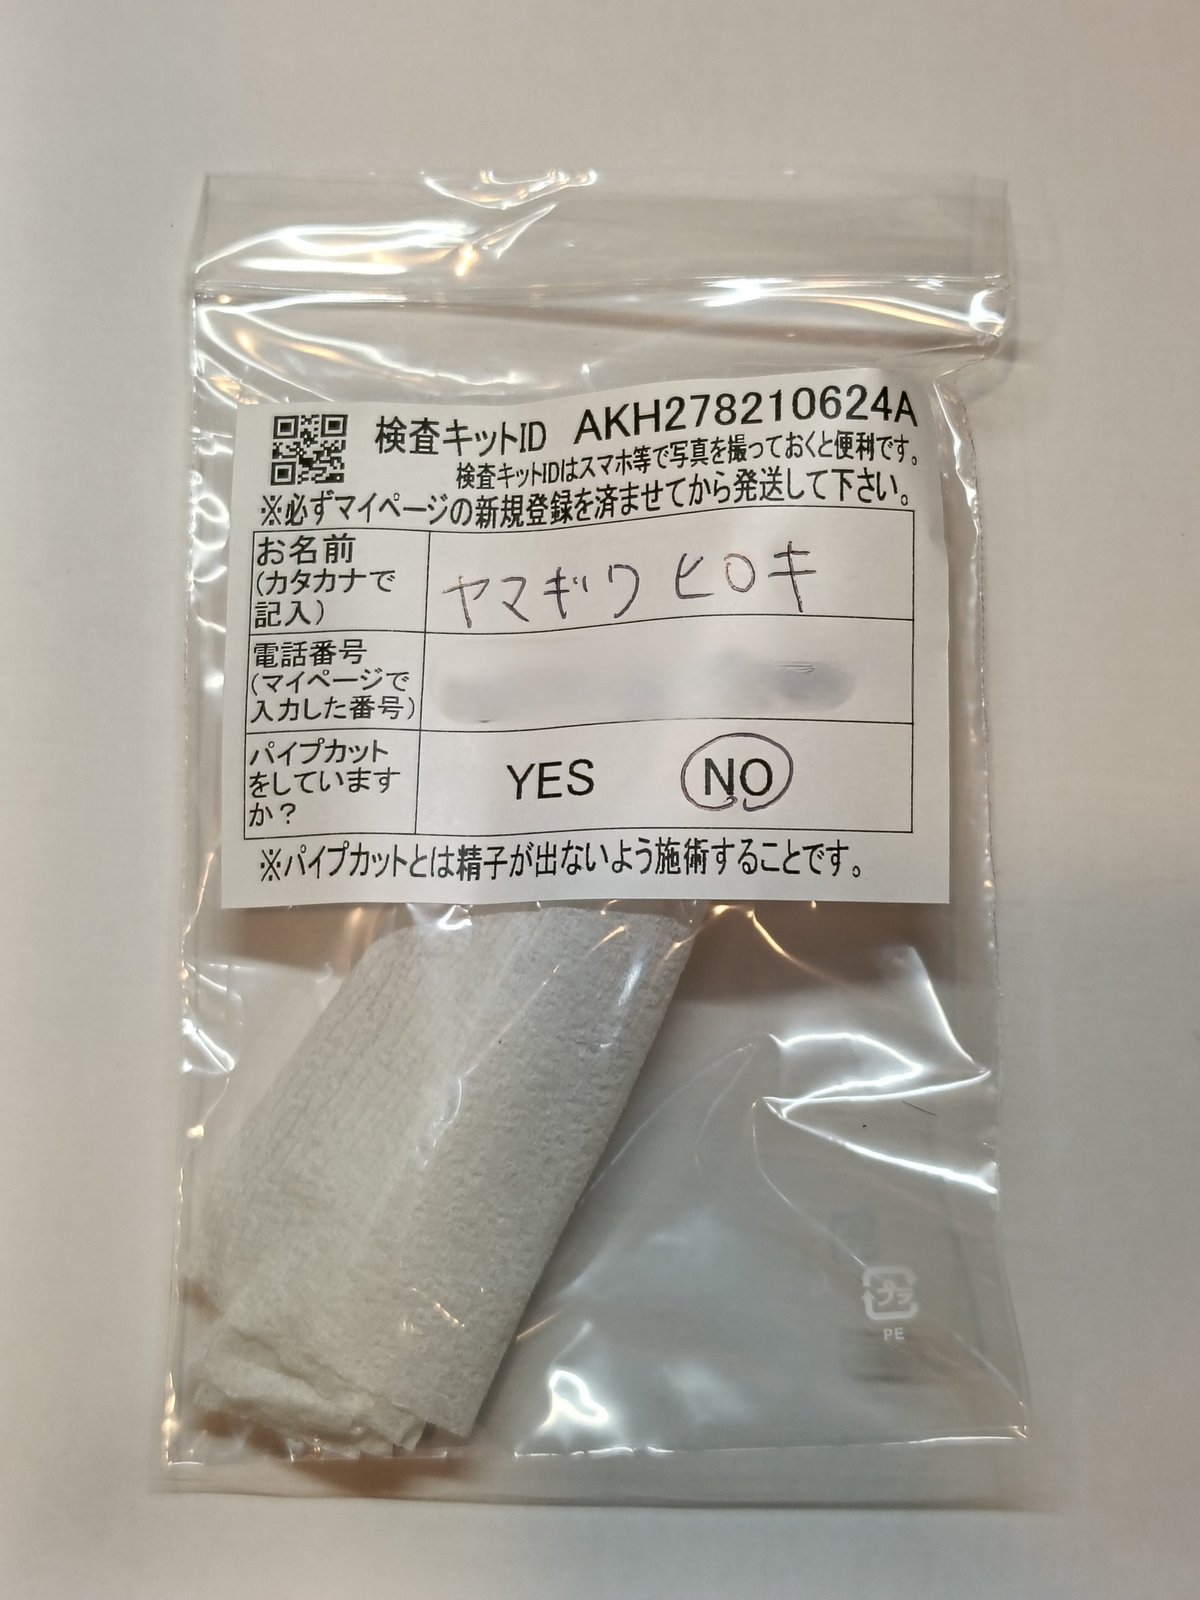 検査キットID AKH278210624A
検査キットIDはスマホ等で写真を撮っておくと便利です。
※必ずマイページの新規登録を済ませてから発送して下さい。
お名前
(カタカナで
記入)
ヤマギワ ヒロキ
電話番号
(マイページで
入力した番号)
パイプカット
をしています
か？
YES NO
※パイプカットとは精子が出ないよう施術することです。
プラ
PE